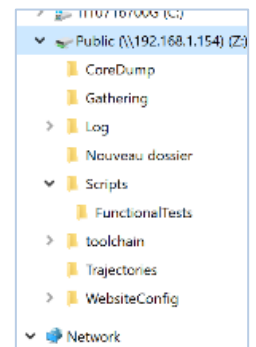 Public (\\192.168.1.154) (Z:)
CoreDump
Gathering
Log
Nouveau dossier
Scripts
FunctionalTests
toolchain
Trajectories
WebsiteConfig
Network